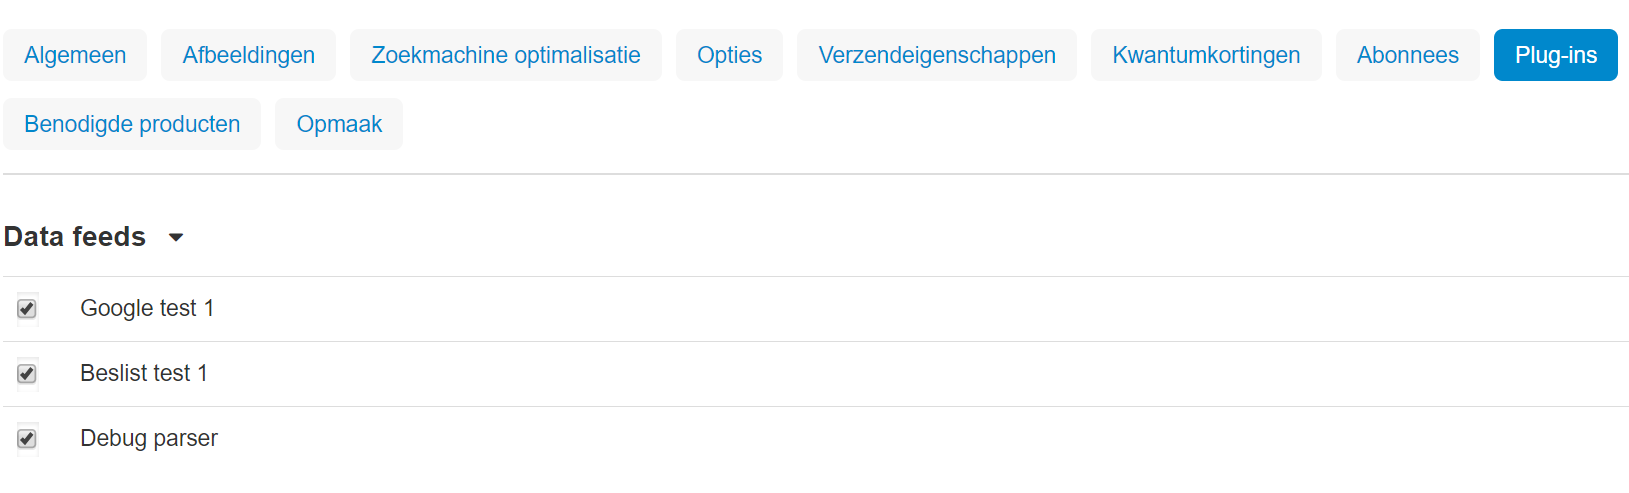 Algemeen Afbeeldingen Zoekmachine optimalisatie Opties Verzendeigenschappen Kwantumkortingen Abonnees Plug-ins
Benodigde producten Opmaak
Data feeds
Google test 1
Beslist test 1
Debug parser